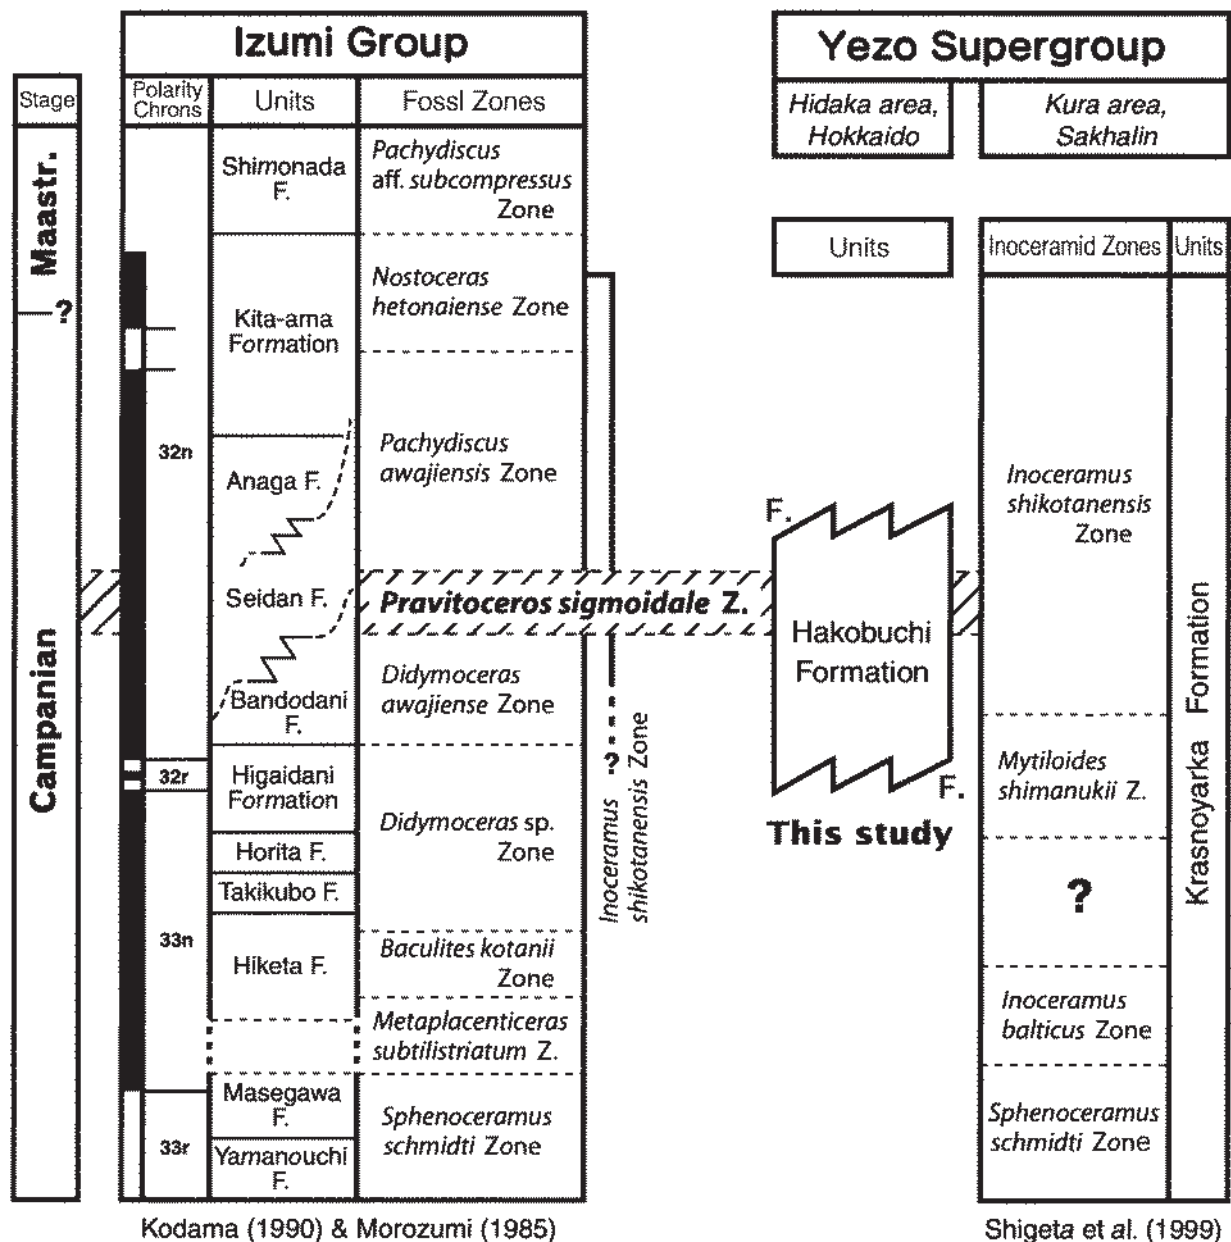 Izumi Group
Yezo Supergroup
Stage
Polarity
Chrons
Units
Fossl Zones
Hidaka area,
Hokkaido
Kura area,
Sakhalin
Maastr.
?
Campanian
32n
32r
33n
33r
Shimonada
F.
Kita-ama
Formation
Anaga F.
Seidan F.
Bandodani
F.
Higaidani
Formation
Horita F.
Takikubo F.
Hiketa F.
Masegawa
F.
Yamanouchi
F.
Pachydiscus
aff. subcompressus
Zone
Nostoceras
hetonaiense Zone
Pachydiscus
awajiensis Zone
Pravitoceros sigmoidale Z.
Didymoceras
awajiense Zone
Didymoceras sp.
Zone
Baculites kotanii
Zone
Metaplacenticeras
subtilistriatum Z.
Sphenoceramus
schmidti Zone
Inoceramus ?
shikotanensis Zone
Units
F.
Hakobuchi
Formation
F.
This study
Inoceramid Zones
Units
Inoceramus
shikotanensis
Zone
Mytiloides
shimanukii Z.
?
Inoceramus
balticus Zone
Sphenoceramus
schmidti Zone
Krasnoyarka Formation
Kodama (1990) & Morozumi (1985)
Shigeta et al. (1999)